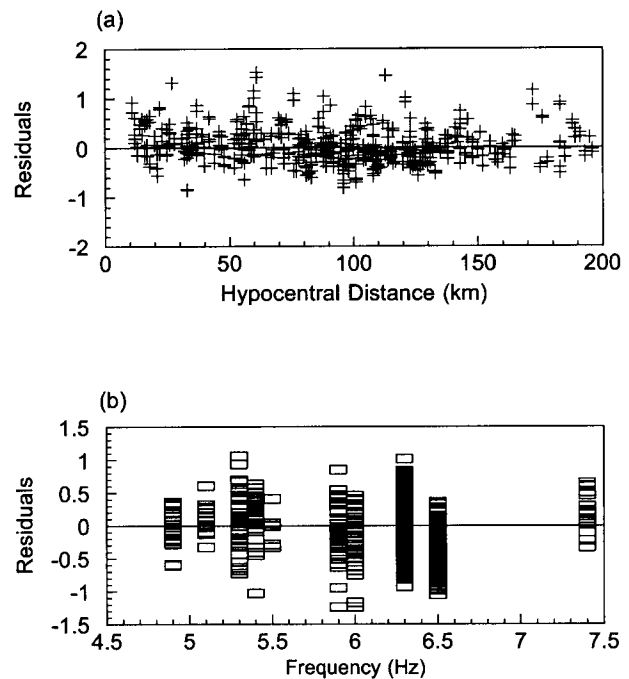 (a)
2
1
0
-1
-2
Residuals
0 50 100 150 200
Hypocentral Distance (km)
(b)
1.5
1
0.5
0
-0.5
-1
-1.5
Residuals
4.5 5 5.5 6 6.5 7 7.5
Frequency (Hz)